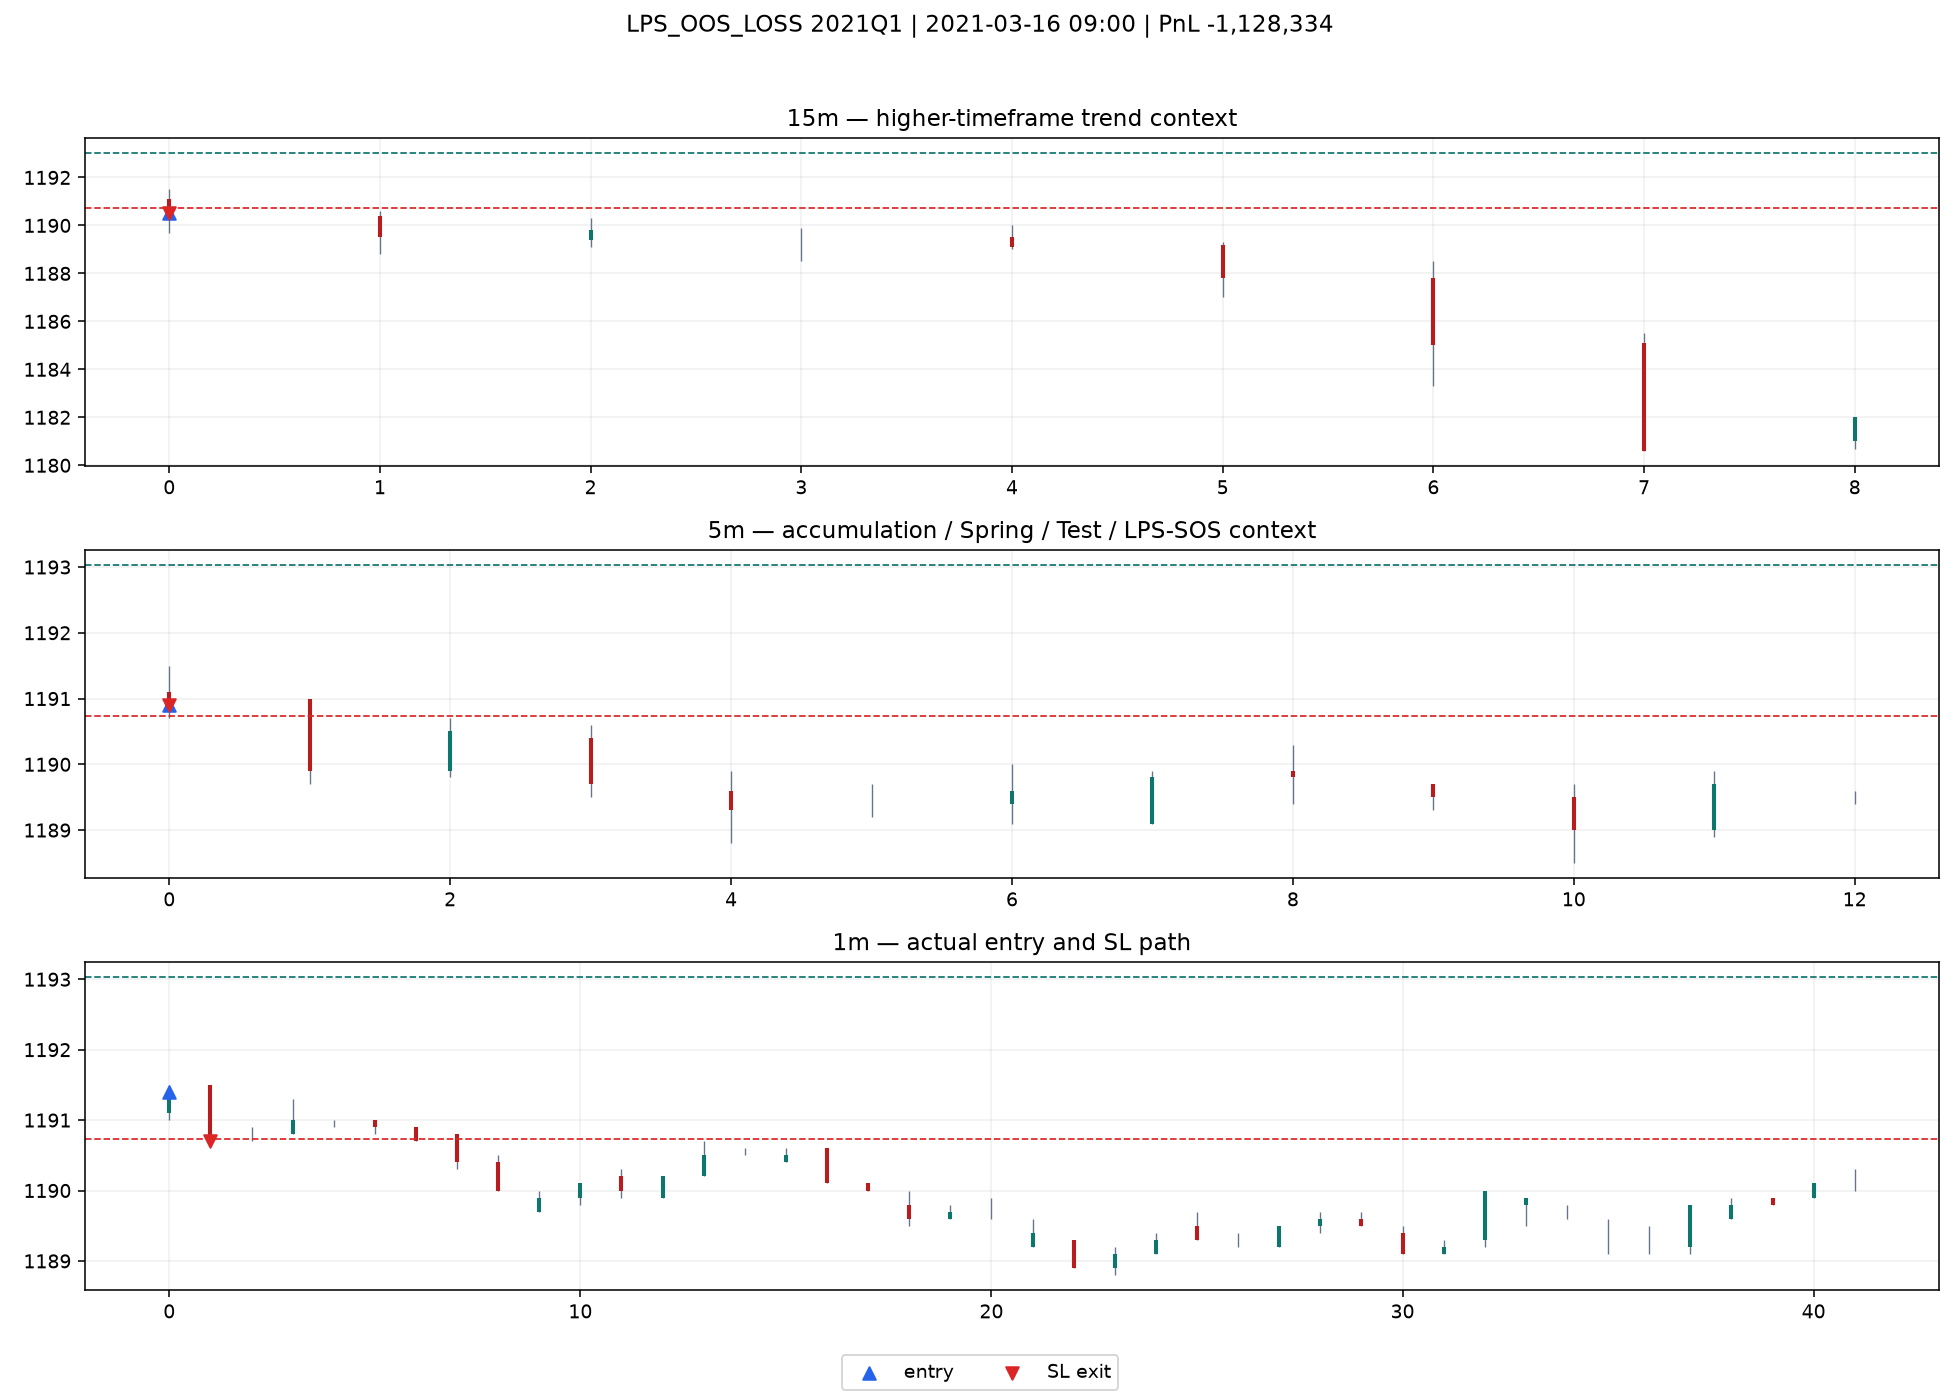 LPS_OOS_LOSS 2021Q1 | 2021-03-16 09:00 | PnL -1,128,334
15m — higher-timeframe trend context
1192
1190
1188
1186
1184
1182
1180
0 1 2 3 4 5 6 7 8
5m — accumulation / Spring / Test / LPS-SOS context
1193
1192
1191
1190
1189
0 2 4 6 8 10 12
1m — actual entry and SL path
1193
1192
1191
1190
1189
0 10 20 30 40
entry SL exit